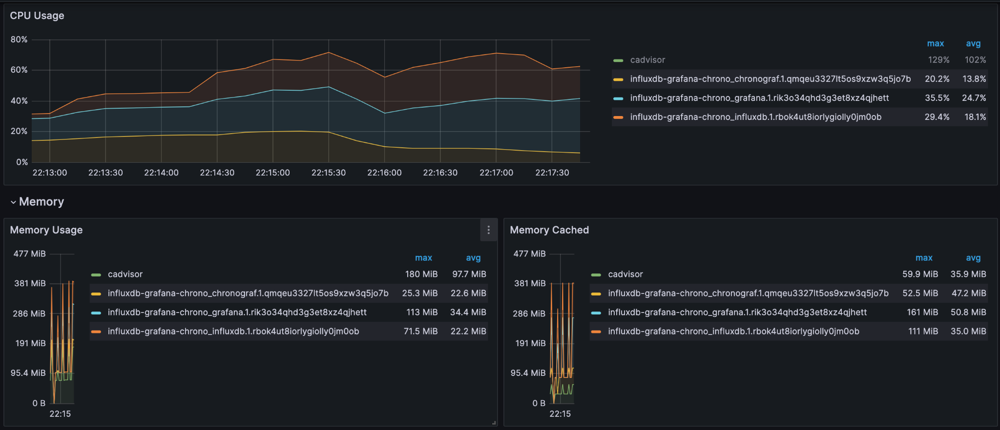 CPU Usage
80%
60%
40%
20%
0%
22:13:00 22:13:30 22:14:00 22:14:30 22:15:00 22:15:30 22:16:00 22:16:30 22:17:00 22:17:30
max avg
cadvisor 129% 102%
influxdb-grafana-chrono_chronograf.1.qmqeu3327lt5os9xzw3q5jo7b 20.2% 13.8%
influxdb-grafana-chrono_grafana.1.rik3o34qhd3g3et8xz4qjhett 35.5% 24.7%
influxdb-grafana-chrono_influxdb.1.rbok4ut8iorlygiolly0jm0ob 29.4% 18.1%
Memory
Memory Usage
477 MiB
381 MiB
286 MiB
191 MiB
95.4 MiB
0 B
22:15
max avg
cadvisor 180 MiB 97.7 MiB
influxdb-grafana-chrono_chronograf.1.qmqeu3327lt5os9xzw3q5jo7b 25.3 MiB 22.6 MiB
influxdb-grafana-chrono_grafana.1.rik3o34qhd3g3et8xz4qjhett 113 MiB 34.4 MiB
influxdb-grafana-chrono_influxdb.1.rbok4ut8iorlygiolly0jm0ob 71.5 MiB 22.2 MiB
Memory Cached
477 MiB
381 MiB
286 MiB
191 MiB
95.4 MiB
0 B
22:15
max avg
cadvisor 59.9 MiB 35.9 MiB
influxdb-grafana-chrono_chronograf.1.qmqeu3327lt5os9xzw3q5jo7b 52.5 MiB 47.2 MiB
influxdb-grafana-chrono_grafana.1.rik3o34qhd3g3et8xz4qjhett 161 MiB 50.8 MiB
influxdb-grafana-chrono_influxdb.1.rbok4ut8iorlygiolly0jm0ob 111 MiB 35.0 MiB